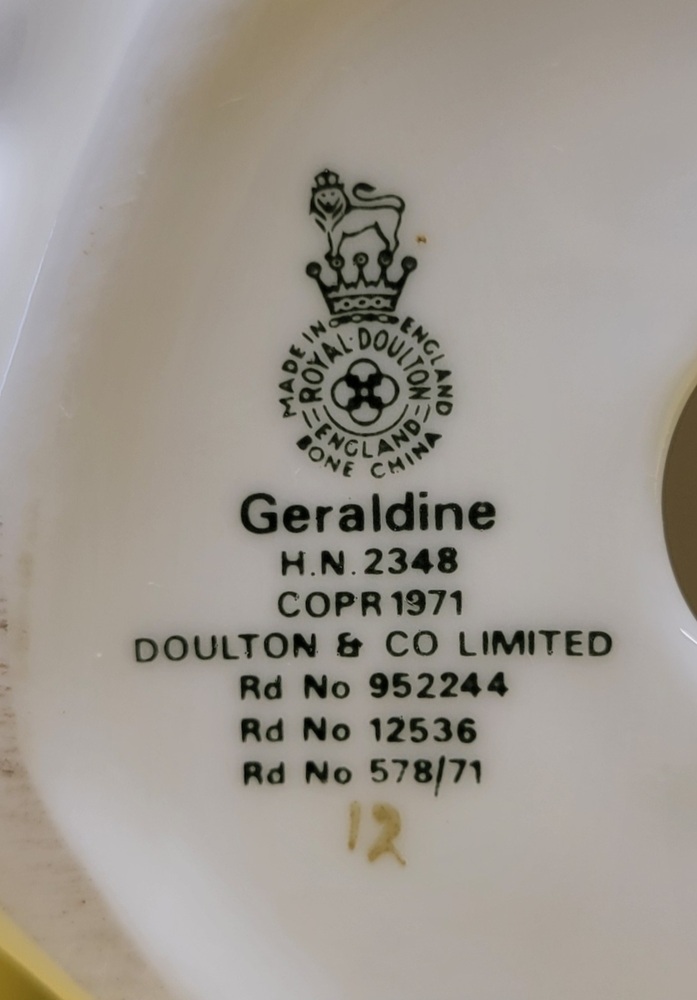 MADE IN ENGLAND
ROYAL·DOULTON
ENGLAND
BONE CHINA
Geraldine
H.N. 2348
COPR 1971
DOULTON & CO LIMITED
Rd No 952244
Rd No 12536
Rd No 578/71
12